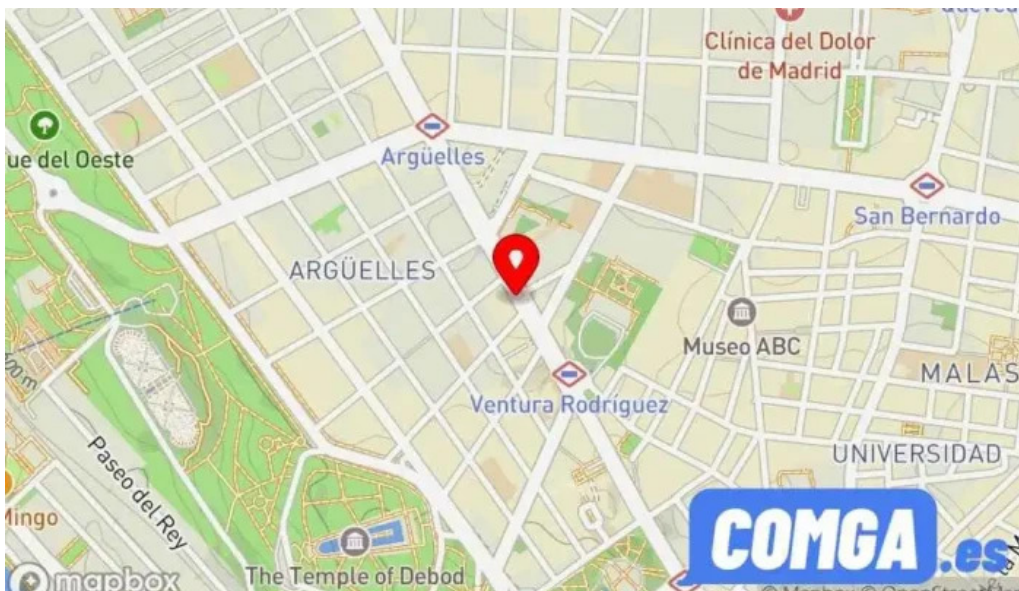 Clínica del Dolor
de Madrid
ue del Oeste
Argüelles
San Bernardo
ARGÜELLES
Museo ABC
MALAS
Ventura Rodríguez
UNIVERSIDAD
Paseo del Rey
Mingo
COMGA.es
The Temple of Debod
mapbox